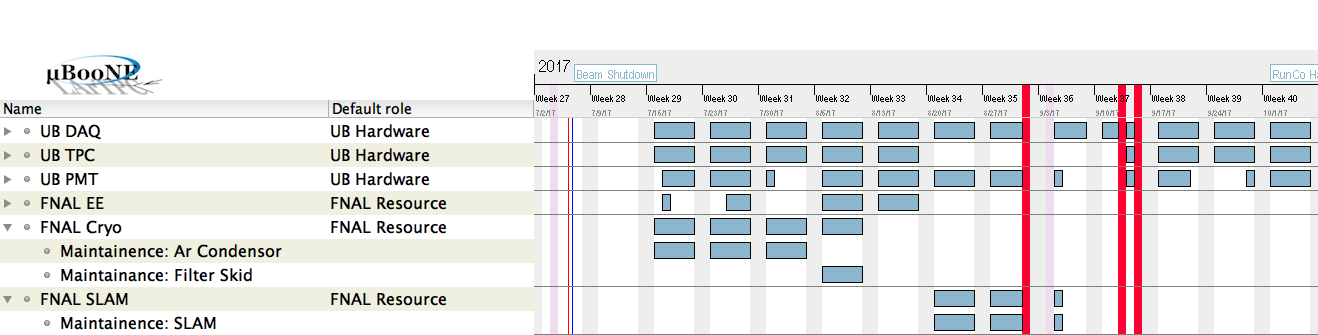 µBooNE
LArTPC
2017
Beam Shutdown
RunCo Ha
Name Default role
Week 27 Week 28 Week 29 Week 30 Week 31 Week 32 Week 33 Week 34 Week 35 Week 36 Week 37 Week 38 Week 39 Week 40
7/2/17 7/9/17 7/16/17 7/23/17 7/30/17 8/6/17 8/13/17 8/20/17 8/27/17 9/3/17 9/10/17 9/17/17 9/24/17 10/1/17
UB DAQ UB Hardware
UB TPC UB Hardware
UB PMT UB Hardware
FNAL EE FNAL Resource
FNAL Cryo FNAL Resource
Maintainence: Ar Condensor
Maintainance: Filter Skid
FNAL SLAM FNAL Resource
Maintainence: SLAM